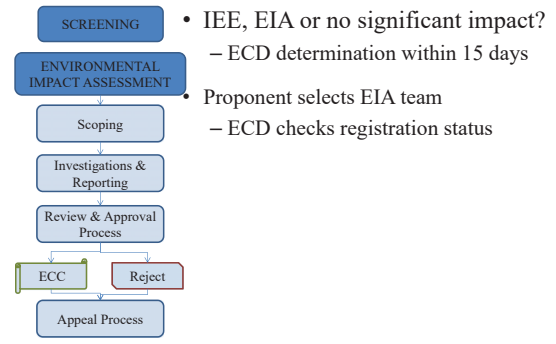 SCREENING
ENVIRONMENTAL
IMPACT ASSESSMENT
Scoping
Investigations &
Reporting
Review & Approval
Process
ECC
Reject
Appeal Process
• IEE, EIA or no significant impact?
– ECD determination within 15 days
• Proponent selects EIA team
– ECD checks registration status